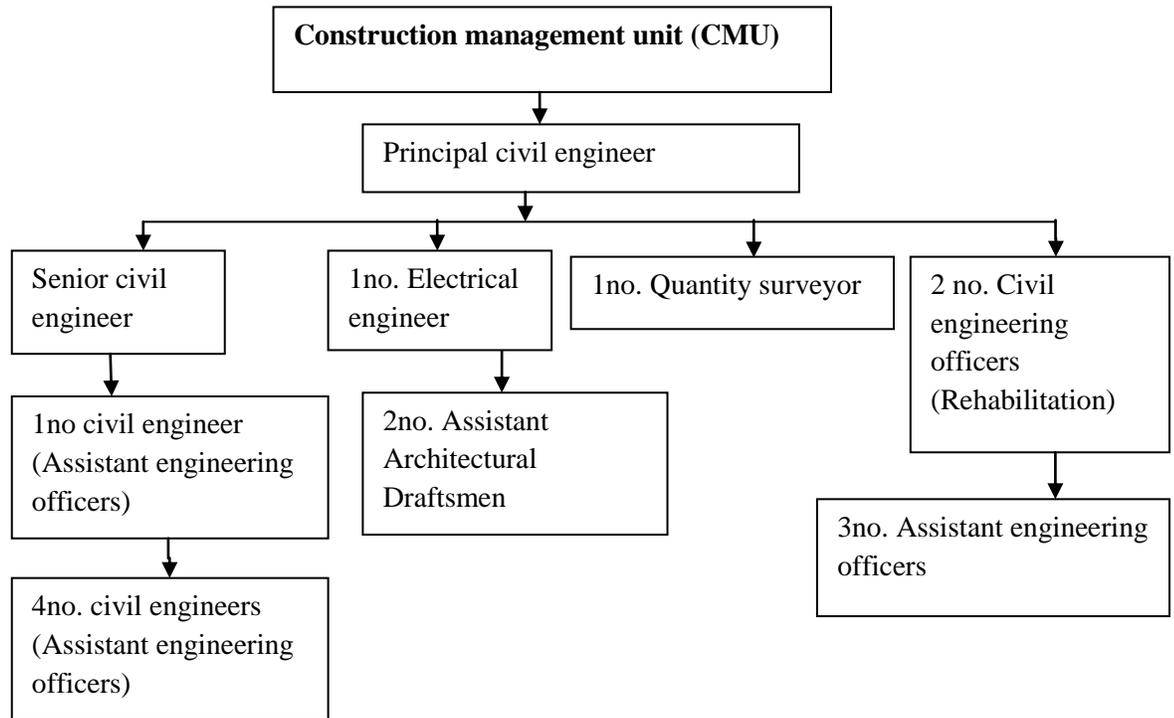 Construction management unit (CMU)
Principal civil engineer
Senior civil
engineer
1no. Electrical
engineer
1no. Quantity surveyor
2 no. Civil
engineering
officers
(Rehabilitation)
1no civil engineer
(Assistant engineering
officers)
2no. Assistant
Architectural
Draftsmen
3no. Assistant engineering
officers
4no. civil engineers
(Assistant engineering
officers)